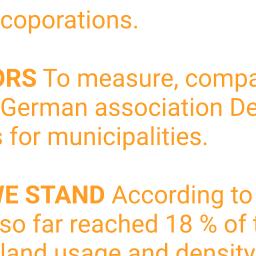 coporations.
ORS To measure, compa
German association De
s for municipalities.
WE STAND According to
so far reached 18 % of t
land usage and density